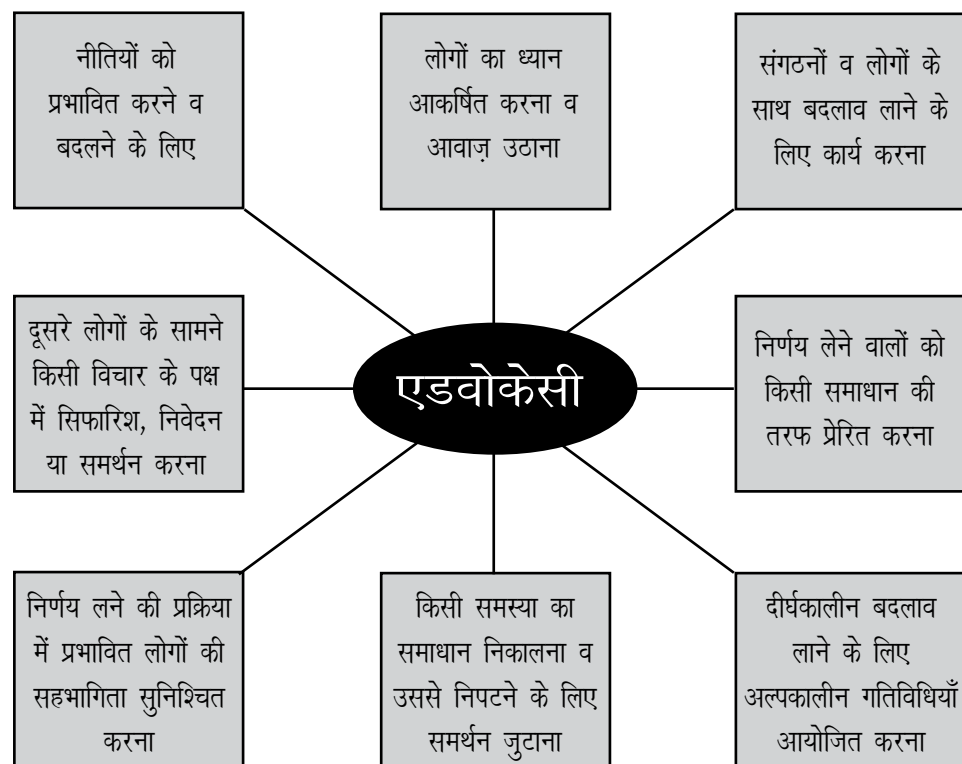 नीतियों को
प्रभावित करने व
बदलने के लिए
लोगों का ध्यान
आकर्षित करना व
आवाज़ उठाना
संगठनों व लोगों के
साथ बदलाव लाने के
लिए कार्य करना
दूसरे लोगों के सामने
किसी विचार के पक्ष
में सिफारिश, निवेदन
या समर्थन करना
एडवोकेसी
निर्णय लेने वालों को
किसी समाधान की
तरफ प्रेरित करना
निर्णय लने की प्रक्रिया
में प्रभावित लोगों की
सहभागिता सुनिश्चित
करना
किसी समस्या का
समाधान निकालना व
उससे निपटने के लिए
समर्थन जुटाना
दीर्घकालीन बदलाव
लाने के लिए
अल्पकालीन गतिविधियाँ
आयोजित करना